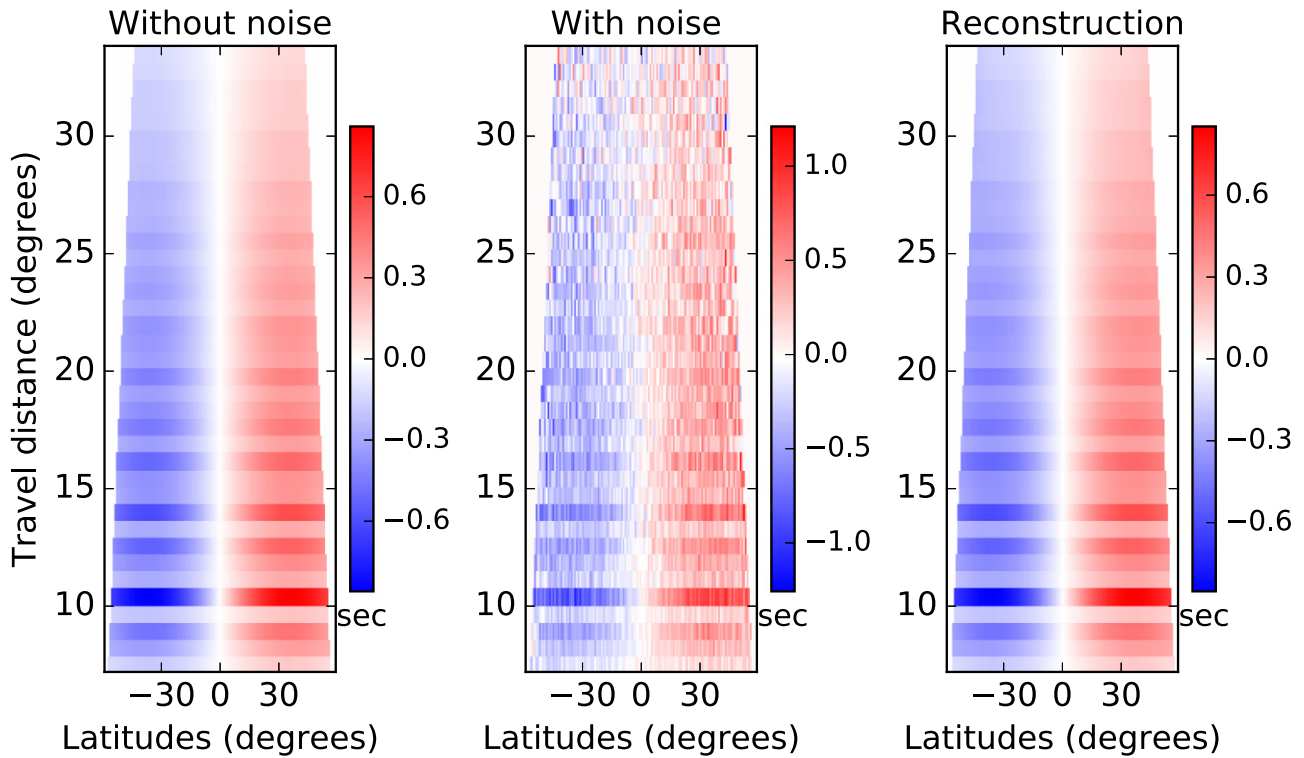 Without noise
With noise
Reconstruction
Travel distance (degrees)
30
25
20
15
10
−30 0 30
Latitudes (degrees)
0.6
0.3
0.0
−0.3
−0.6
sec
30
25
20
15
10
−30 0 30
Latitudes (degrees)
1.0
0.5
0.0
−0.5
−1.0
sec
30
25
20
15
10
−30 0 30
Latitudes (degrees)
0.6
0.3
0.0
−0.3
−0.6
sec